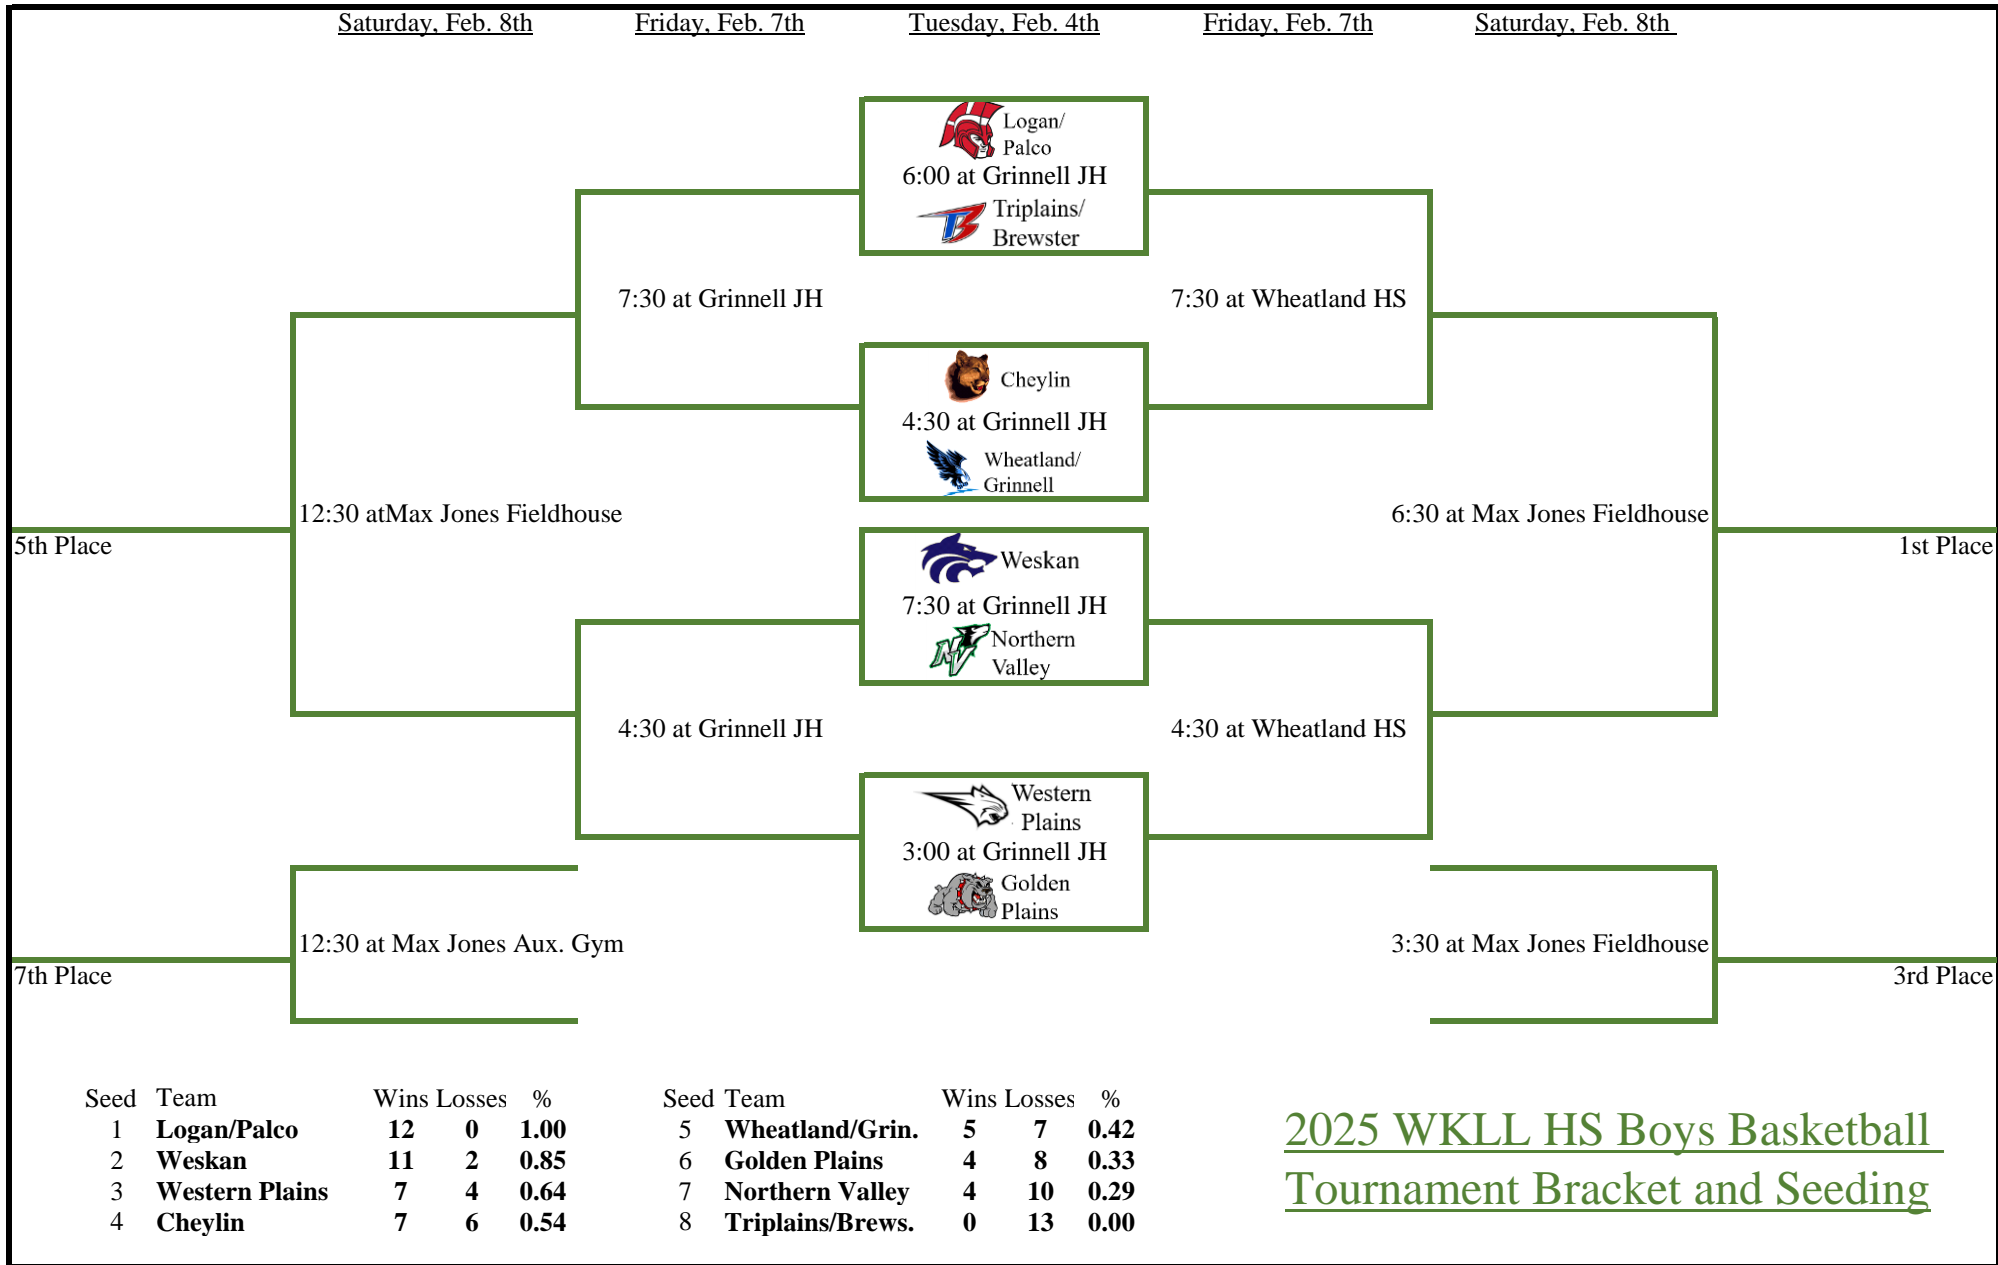 Saturday, Feb. 8th Friday, Feb. 7th Tuesday, Feb. 4th Friday, Feb. 7th Saturday, Feb. 8th
Logan/
Palco
6:00 at Grinnell JH
Triplains/
Brewster
7:30 at Grinnell JH 7:30 at Wheatland HS
Cheylin
4:30 at Grinnell JH
Wheatland/
Grinnell
12:30 atMax Jones Fieldhouse 6:30 at Max Jones Fieldhouse
5th Place 1st Place
Weskan
7:30 at Grinnell JH
NV Northern
Valley
4:30 at Grinnell JH 4:30 at Wheatland HS
Western
Plains
3:00 at Grinnell JH
Golden
Plains
12:30 at Max Jones Aux. Gym 3:30 at Max Jones Fieldhouse
7th Place 3rd Place
Seed Team Wins Losses % Seed Team Wins Losses %
1 Logan/Palco 12 0 1.00 5 Wheatland/Grin. 5 7 0.42
2 Weskan 11 2 0.85 6 Golden Plains 4 8 0.33
3 Western Plains 7 4 0.64 7 Northern Valley 4 10 0.29
4 Cheylin 7 6 0.54 8 Triplains/Brews. 0 13 0.00
2025 WKLL HS Boys Basketball
Tournament Bracket and Seeding